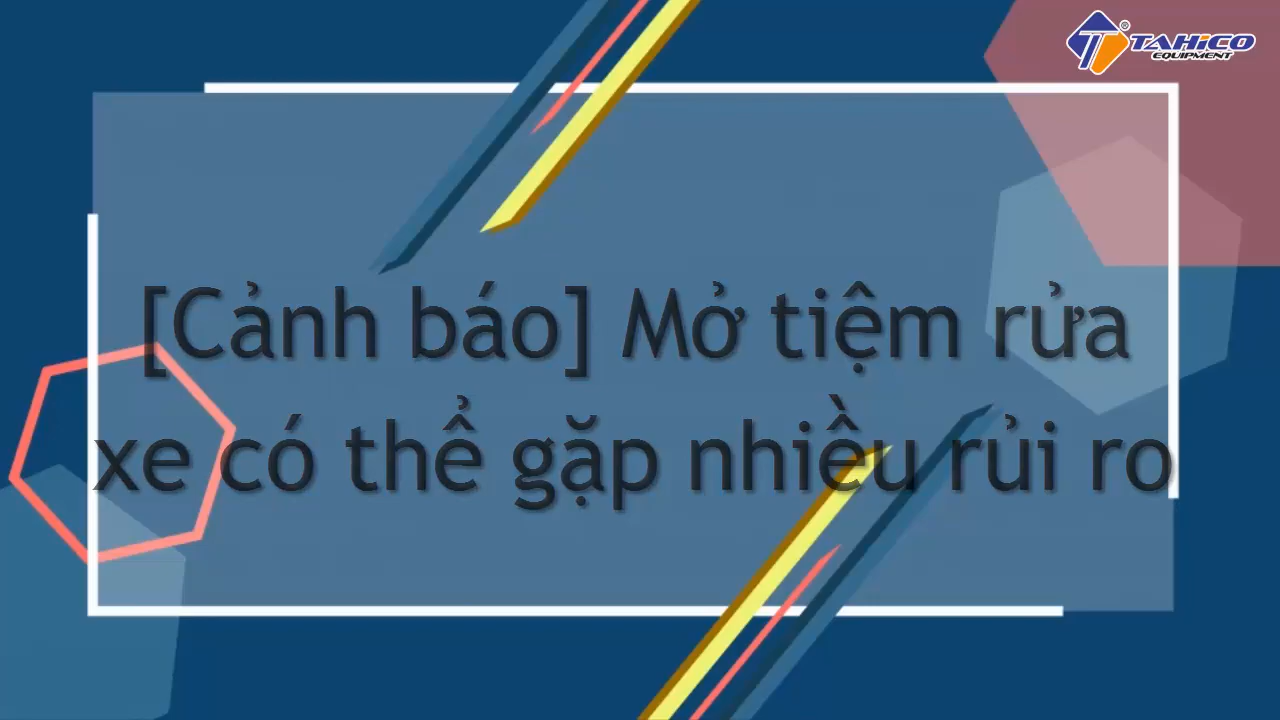 TAHICO®
EQUIPMENT
[Cảnh báo] Mở tiệm rửa
xe có thể gặp nhiều rủi ro